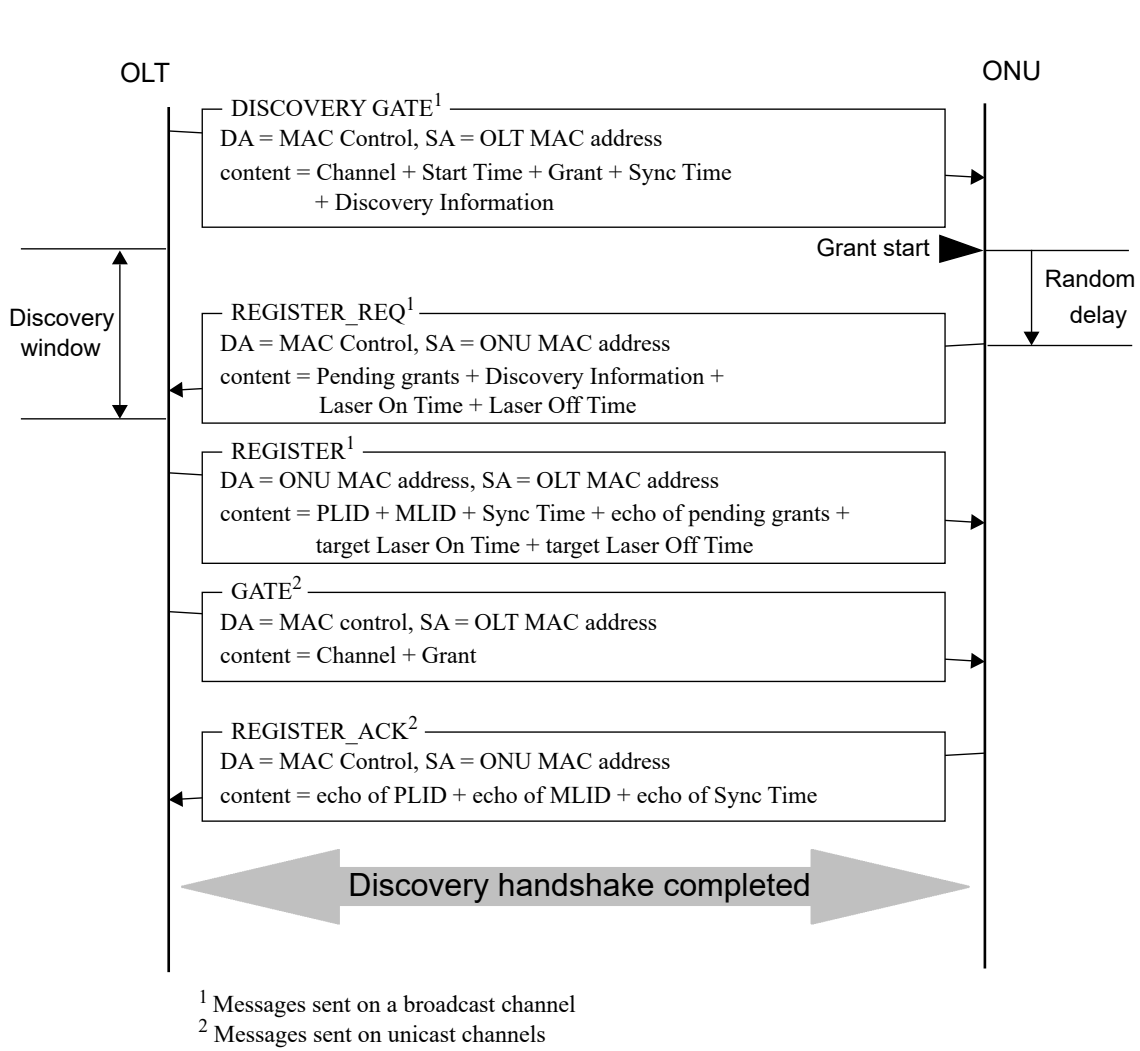 OLT
ONU
DISCOVERY GATE1
DA = MAC Control, SA = OLT MAC address
content = Channel + Start Time + Grant + Sync Time
+ Discovery Information
Grant start
Random
delay
Discovery
window
REGISTER_REQ1
DA = MAC Control, SA = ONU MAC address
content = Pending grants + Discovery Information +
Laser On Time + Laser Off Time
REGISTER1
DA = ONU MAC address, SA = OLT MAC address
content = PLID + MLID + Sync Time + echo of pending grants +
target Laser On Time + target Laser Off Time
GATE2
DA = MAC control, SA = OLT MAC address
content = Channel + Grant
REGISTER_ACK2
DA = MAC Control, SA = ONU MAC address
content = echo of PLID + echo of MLID + echo of Sync Time
Discovery handshake completed
1 Messages sent on a broadcast channel
2 Messages sent on unicast channels